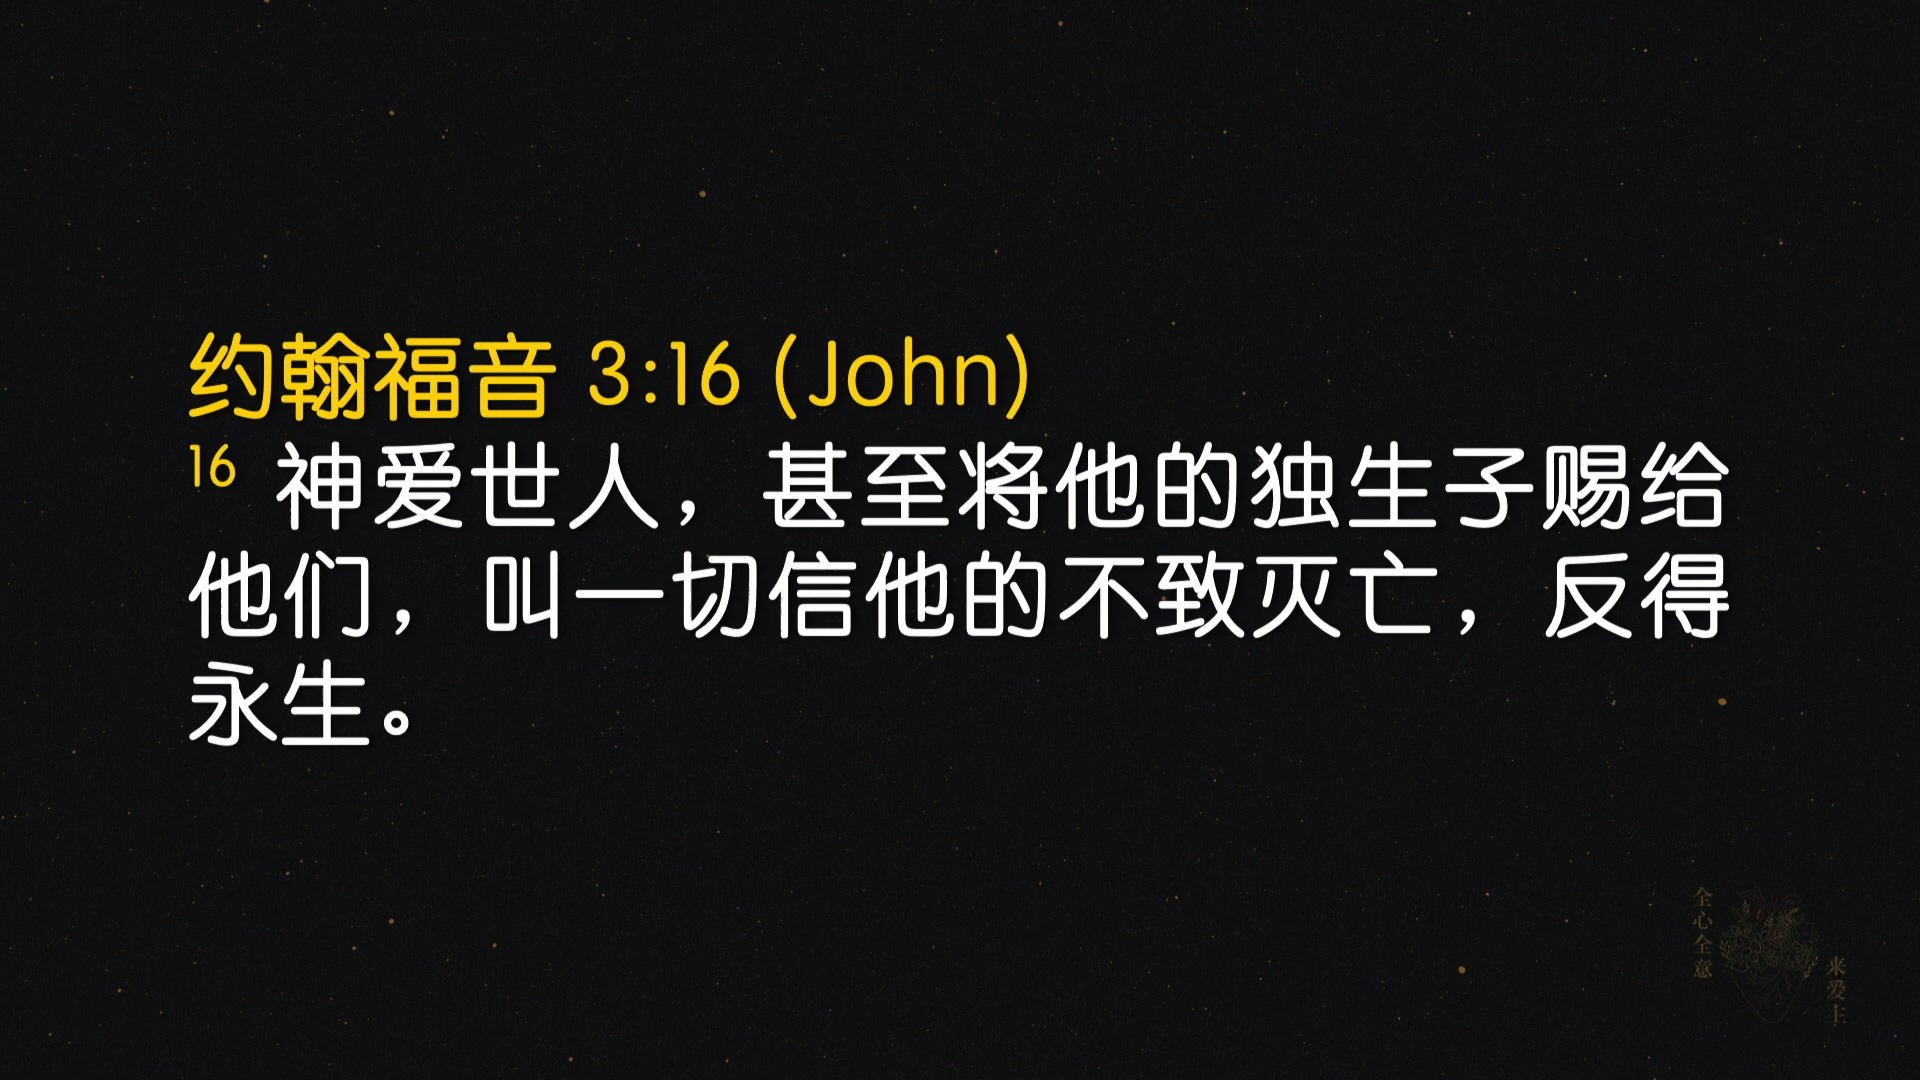 约翰福音 3:16 (John)
16 神爱世人，甚至将他的独生子赐给
他们，叫一切信他的不致灭亡，反得
永生。
全心全意
来爱主